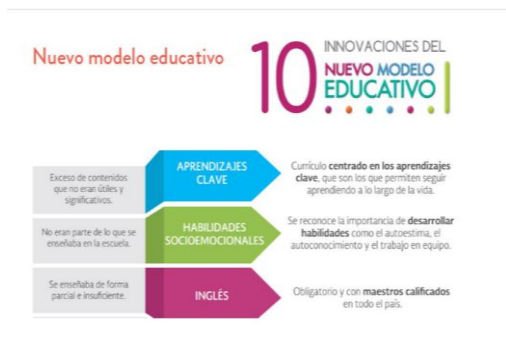 Nuevo modelo educativo
10
INNOVACIONES DEL
NUEVO MODELO
EDUCATIVO
Exceso de contenidos
que no eran útiles y
significativos.
APRENDIZAJES
CLAVE
Currículo centrado en los aprendizajes
clave, que son los que permiten seguir
aprendiendo a lo largo de la vida.
No eran parte de lo que se
enseñaba en la escuela.
HABILIDADES
SOCIOEMOCIONALES
Se reconoce la importancia de desarrollar
habilidades como el autoestima, el
autoconocimiento y el trabajo en equipo.
Se enseñaba de forma
parcial e insuficiente.
INGLÉS
Obligatorio y con maestros calificados
en todo el país.